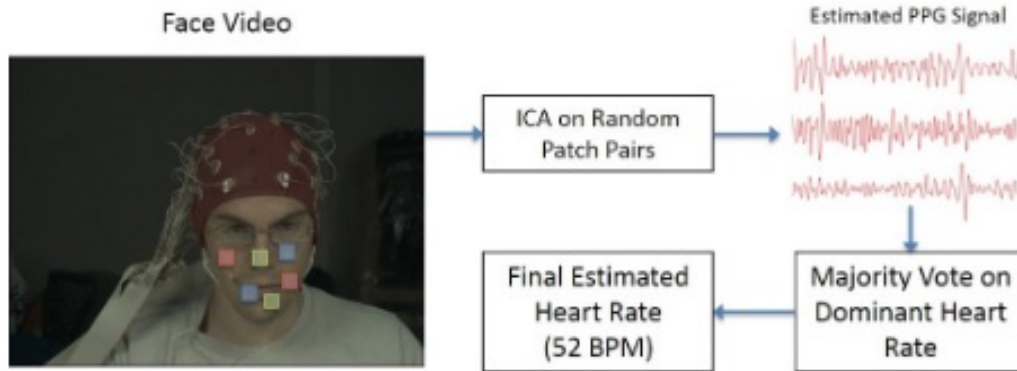 Face Video
ICA on Random
Patch Pairs
Estimated PPG Signal
Majority Vote on
Dominant Heart
Rate
Final Estimated
Heart Rate
(52 BPM)